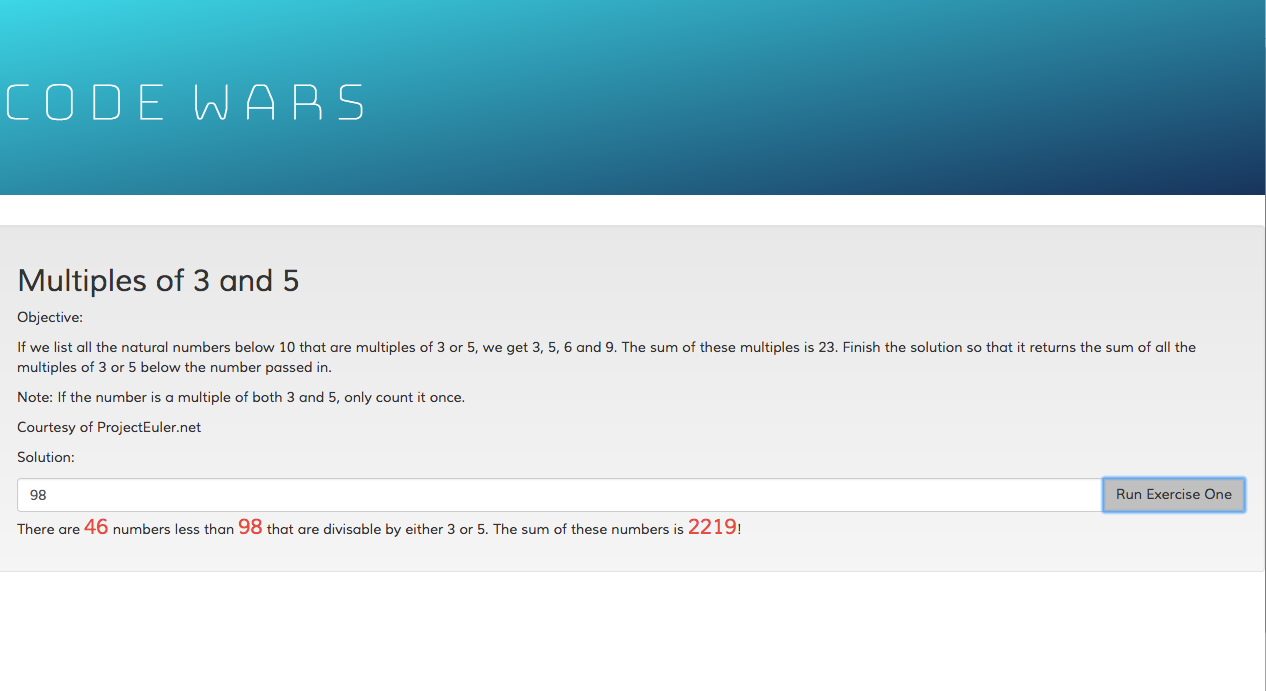 CODE WARS
Multiples of 3 and 5
Objective:
If we list all the natural numbers below 10 that are multiples of 3 or 5, we get 3, 5, 6 and 9. The sum of these multiples is 23. Finish the solution so that it returns the sum of all the
multiples of 3 or 5 below the number passed in.
Note: If the number is a multiple of both 3 and 5, only count it once.
Courtesy of ProjectEuler.net
Solution:
98 Run Exercise One
There are 46 numbers less than 98 that are divisable by either 3 or 5. The sum of these numbers is 2219!